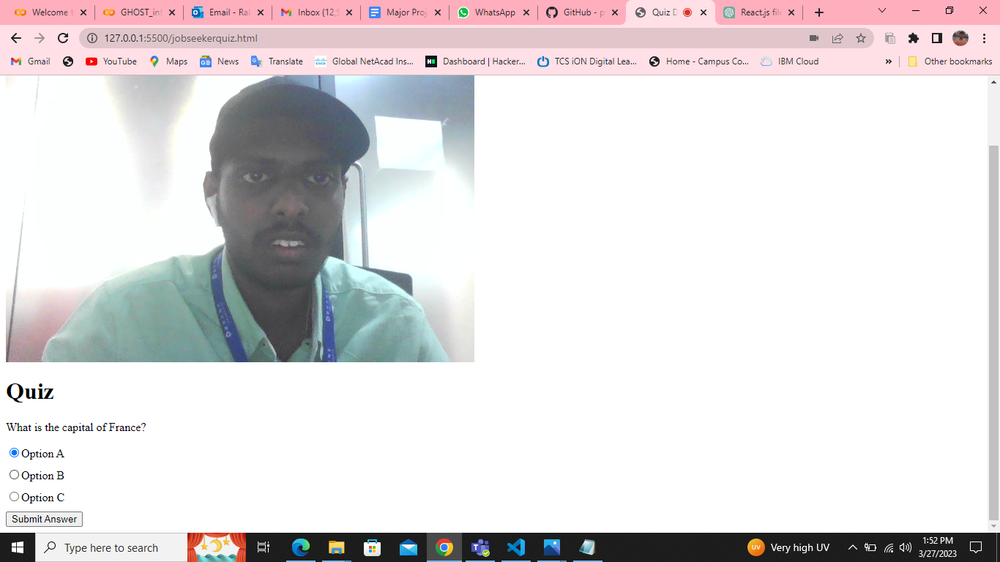 Welcome t
GHOST_inf
Email - Ral
Inbox (12,5
Major Proj
WhatsApp
GitHub - p
Quiz D
React.js file
127.0.0.1:5500/jobseekerquiz.html
Gmail
YouTube
Maps
News
Translate
Global NetAcad Ins...
Dashboard | Hacker...
TCS iON Digital Lea...
Home - Campus Co...
IBM Cloud
»
Other bookmarks
Quiz
What is the capital of France?
Option A
Option B
Option C
Submit Answer
Type here to search
UV
Very high UV
1:52 PM
3/27/2023